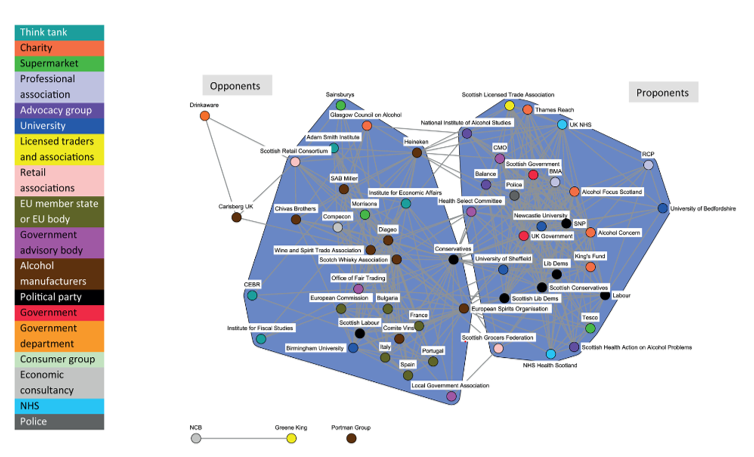 Think tank
Charity
Supermarket
Professional
association
Advocacy group
University
Licensed traders
and associations
Retail
associations
EU member state
or EU body
Government
advisory body
Alcohol
manufacturers
Political party
Government
Government
department
Consumer group
Economic
consultancy
NHS
Police
Opponents
Proponents
Sainsburys
Drinkaware
Glasgow Council on Alcohol
Adam Smith Institute
Heineken
Scottish Retail Consortium
SAB Miller
Institute for Economic Affairs
Carlsberg UK
Chivas Brothers
Morrisons
Compecon
Diageo
Wine and Spirit Trade Association
Scotch Whisky Association
Conservatives
Office of Fair Trading
CEBR
European Commission
Bulgaria
European Spirits Organisation
France
Institute for Fiscal Studies
Scottish Labour
Comite Vins
Birmingham University
Italy
Portugal
Spain
Local Government Association
Scottish Licensed Trade Association
Thames Reach
National Institute of Alcohol Studies
UK NHS
CMO
RCP
Scottish Government
BMA
Balance
Police
Alcohol Focus Scotland
Health Select Committee
University of Bedfordshire
Newcastle University
SNP
UK Government
Alcohol Concern
University of Sheffield
King's Fund
Lib Dems
Scottish Conservatives
Scottish Lib Dems
Labour
Tesco
Scottish Grocers Federation
Scottish Health Action on Alcohol Problems
NHS Health Scotland
NCB
Greene King
Portman Group